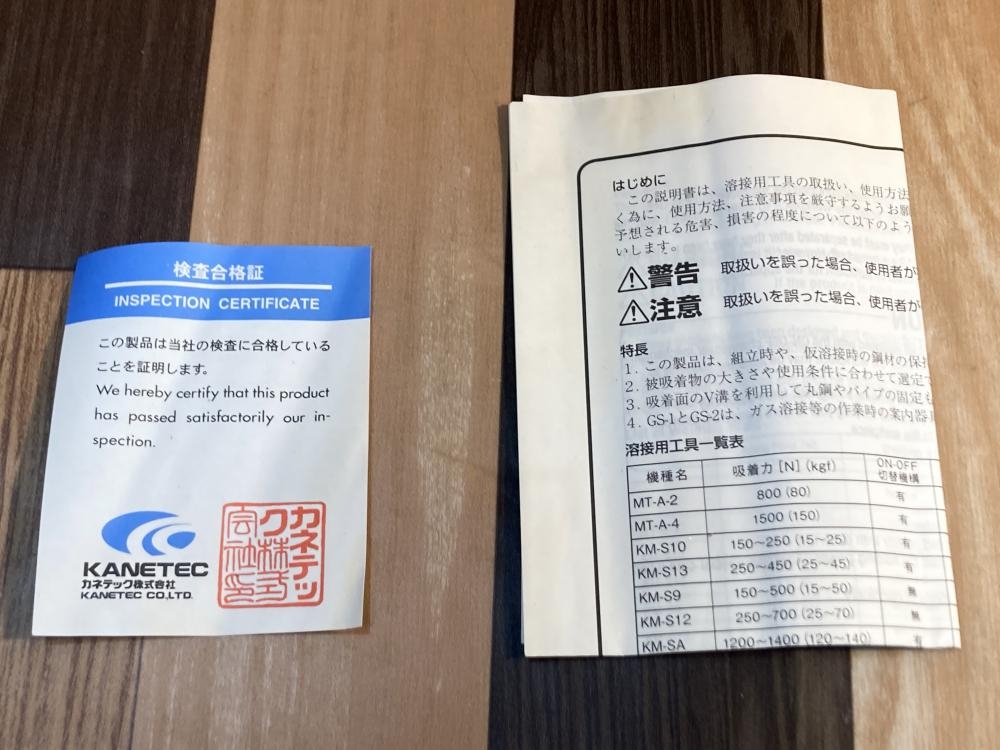 検査合格証
INSPECTION CERTIFICATE
この製品は当社の検査に合格している
ことを証明します。
We hereby certify that this product
has passed satisfactorily our in-
spection.
KANETEC
カネテック株式会社
KANETEC CO.,LTD.
カネテッ
ク株式
会社印
はじめに
この説明書は、溶接用工具の取扱い、使用方法
く為に、使用方法、注意事項を厳守するようお願
予想される危害、損害の程度について以下のよう
いします。
⚠警告 取扱いを誤った場合、使用者が
⚠注意 取扱いを誤った場合、使用者が
特長
1. この製品は、組立時や、仮溶接時の鋼材の保持
2. 被吸着物の大きさや使用条件に合わせて選定
3. 吸着面のV溝を利用して丸鋼やパイプの固定も
4. GS-1とGS-2は、ガス溶接等の作業時の案内器具
溶接用工具一覧表
機種名 吸着力[N](kgf) ON-OFF切替機構
MT-A-2 800(80) 有
MT-A-4 1500(150) 有
KM-S10 150~250(15~25) 有
KM-S13 250~450(25~45) 有
KM-S9 150~500(15~50) 無
KM-S12 250~700(25~70) 無
KM-SA 1200~1400(120~140) 有